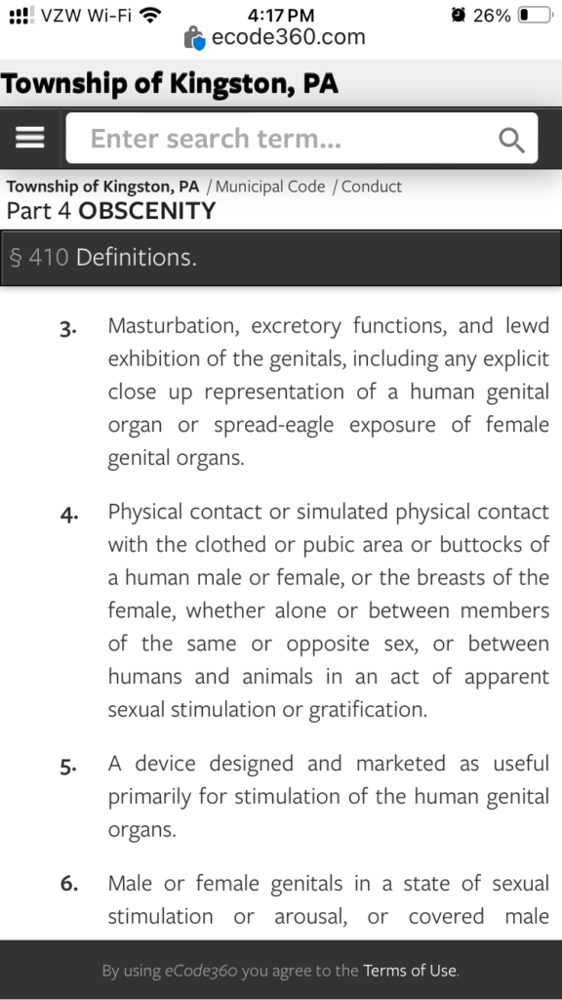 VZW Wi-Fi 4:17 PM 26%
ecode360.com
Township of Kingston, PA
Enter search term...
Township of Kingston, PA / Municipal Code / Conduct
Part 4 OBSCENITY
§ 410 Definitions.
3. Masturbation, excretory functions, and lewd
exhibition of the genitals, including any explicit
close up representation of a human genital
organ or spread-eagle exposure of female
genital organs.
4. Physical contact or simulated physical contact
with the clothed or pubic area or buttocks of
a human male or female, or the breasts of the
female, whether alone or between members
of the same or opposite sex, or between
humans and animals in an act of apparent
sexual stimulation or gratification.
5. A device designed and marketed as useful
primarily for stimulation of the human genital
organs.
6. Male or female genitals in a state of sexual
stimulation or arousal, or covered male
By using eCode360 you agree to the Terms of Use.